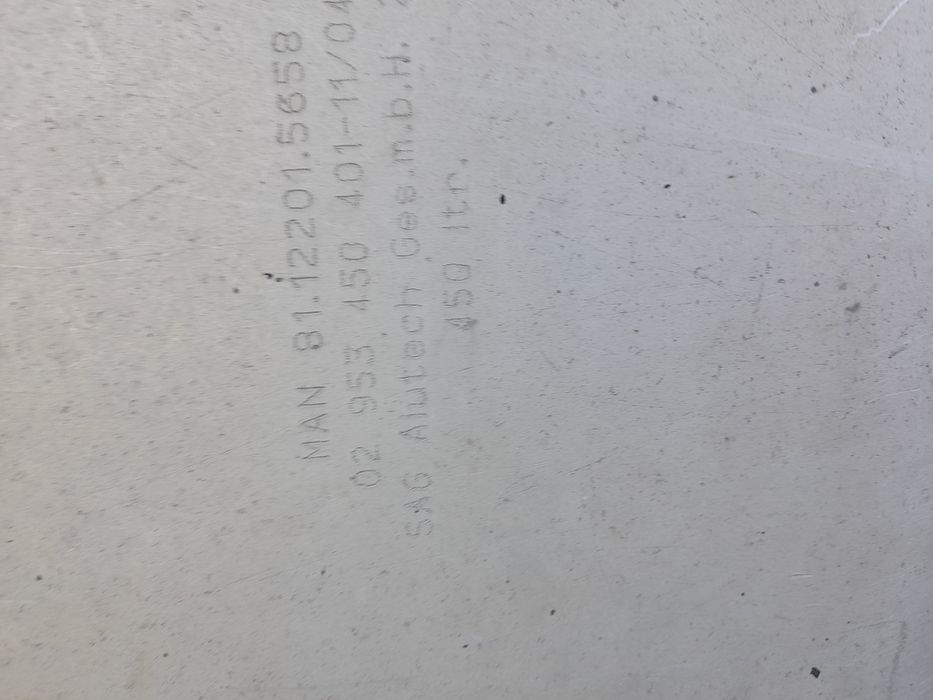 MAN 81.12201.5658
02 953 450 401-11/04
SAG Alutech Ges.m.b.H.
450 ltr.